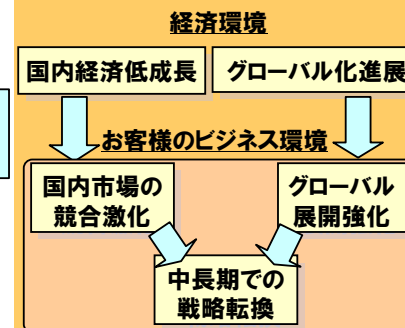 経済環境
国内経済低成長
グローバル化進展
お客様のビジネス環境
国内市場の
競合激化
グローバル
展開強化
中長期での
戦略転換